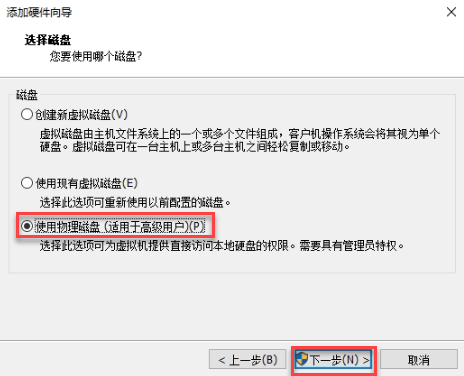 添加硬件向导
选择磁盘
您要使用哪个磁盘?
磁盘
创建新虚拟磁盘(V)
虚拟磁盘由主机文件系统上的一个或多个文件组成，客户机操作系统会将其视为单个
硬盘。虚拟磁盘可在一台主机上或多台主机之间轻松复制或移动。
使用现有虚拟磁盘(E)
选择此选项可重新使用以前配置的磁盘。
使用物理磁盘 (适用于高级用户)(P)
选择此选项可为虚拟机提供直接访问本地硬盘的权限。需要具有管理员特权。
< 上一步(B)
下一步(N) >
取消